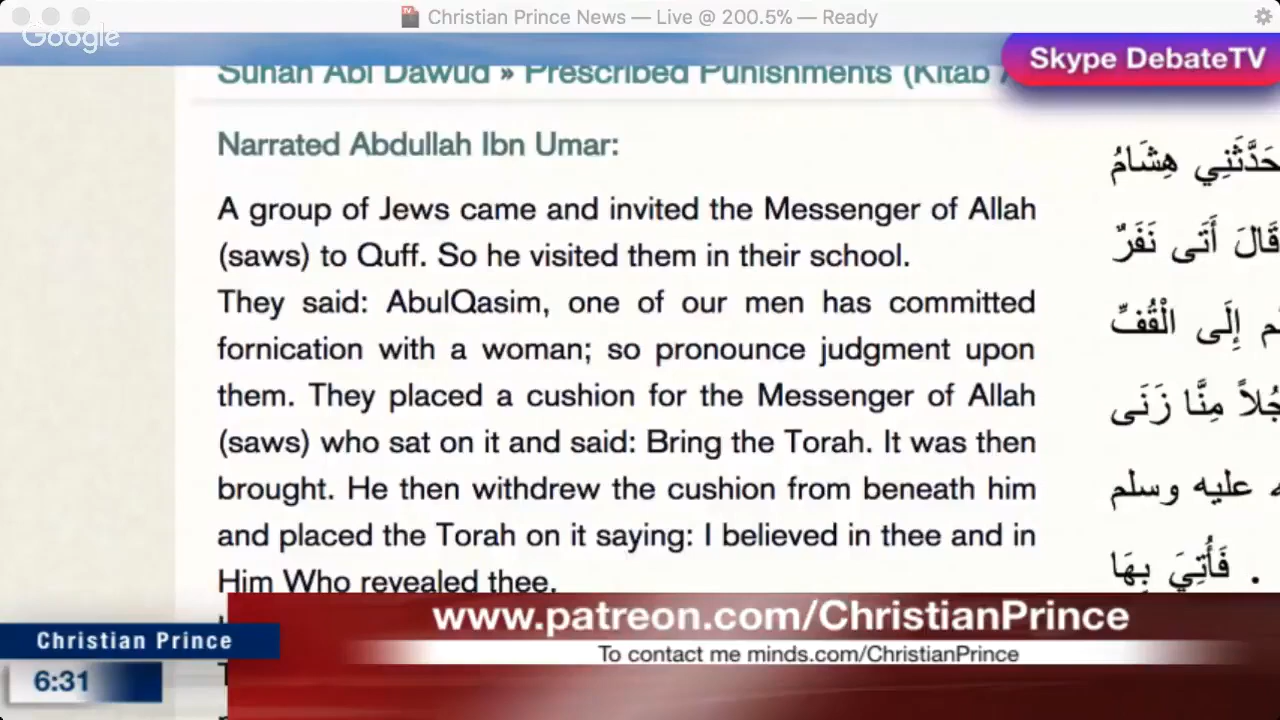 Christian Prince News — Live @ 200.5% — Ready
Google
Skype DebateTV
Sunan Abi Dawud » Prescribed Punishments (Kitab
Narrated Abdullah Ibn Umar:
A group of Jews came and invited the Messenger of Allah
(saws) to Quff. So he visited them in their school.
They said: AbulQasim, one of our men has committed
fornication with a woman; so pronounce judgment upon
them. They placed a cushion for the Messenger of Allah
(saws) who sat on it and said: Bring the Torah. It was then
brought. He then withdrew the cushion from beneath him
and placed the Torah on it saying: I believed in thee and in
Him Who revealed thee.
حَدَّثَنِي هِشَامُ
قَالَ أَتَى نَفَرٌ
إِلَى الْقُفِّ
مِنَّا زَنَى
عليه وسلم
. فَأُتِيَ بِهَا
www.patreon.com/ChristianPrince
To contact me minds.com/ChristianPrince
Christian Prince
6:31